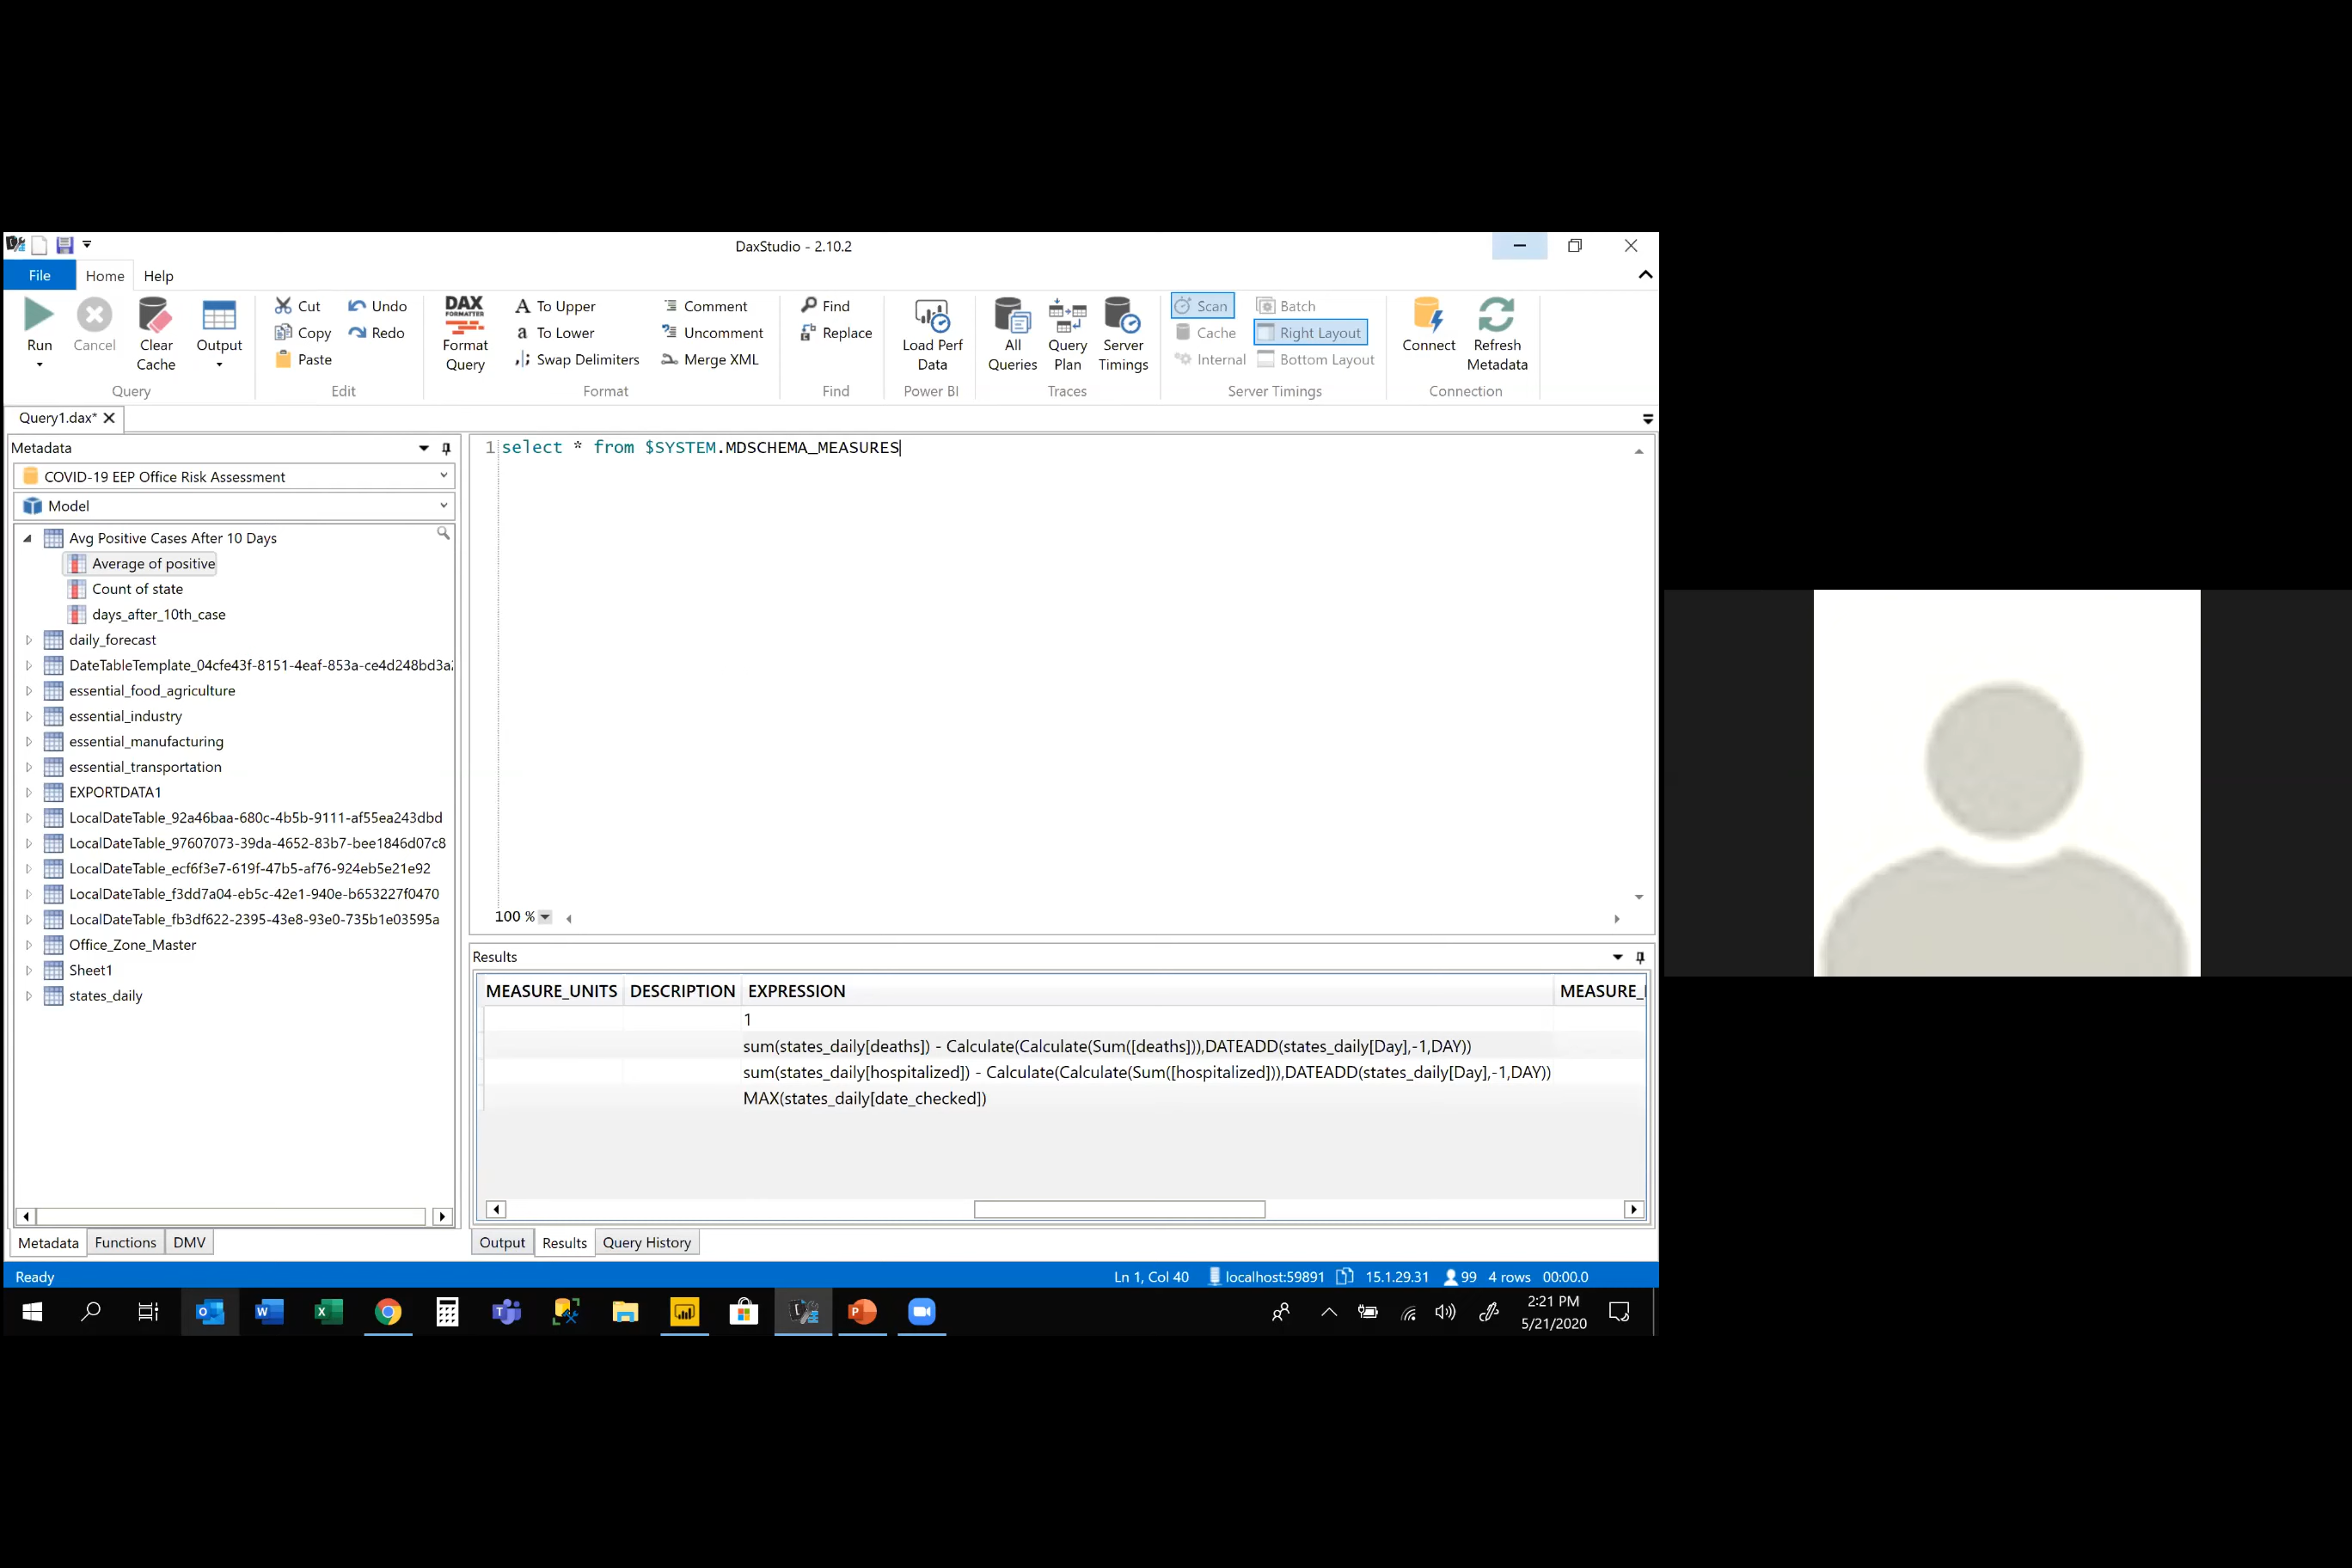 DaxStudio - 2.10.2
File Home Help
Run
Cancel
Clear Cache
Output
Query
Cut
Copy
Paste
Undo
Redo
Edit
DAX FORMATTER
Format Query
To Upper
To Lower
Swap Delimiters
Comment
Uncomment
Merge XML
Format
Find
Replace
Find
Load Perf Data
Power BI
All Queries
Query Plan
Server Timings
Traces
Scan
Cache
Internal
Batch
Right Layout
Bottom Layout
Server Timings
Connect
Refresh Metadata
Connection
Query1.dax*
Metadata
COVID-19 EEP Office Risk Assessment
Model
Avg Positive Cases After 10 Days
Average of positive
Count of state
days_after_10th_case
daily_forecast
DateTableTemplate_04cfe43f-8151-4eaf-853a-ce4d248bd3a
essential_food_agriculture
essential_industry
essential_manufacturing
essential_transportation
EXPORTDATA1
LocalDateTable_92a46baa-680c-4b5b-9111-af55ea243dbd
LocalDateTable_97607073-39da-4652-83b7-bee1846d07c8
LocalDateTable_ecf6f3e7-619f-47b5-af76-924eb5e21e92
LocalDateTable_f3dd7a04-eb5c-42e1-940e-b653227f0470
LocalDateTable_fb3df622-2395-43e8-93e0-735b1e03595a
Office_Zone_Master
Sheet1
states_daily
Metadata Functions DMV
1 select * from $SYSTEM.MDSCHEMA_MEASURES
100 %
Results
MEASURE_UNITS DESCRIPTION EXPRESSION MEASURE_
1
sum(states_daily[deaths]) - Calculate(Calculate(Sum([deaths])),DATEADD(states_daily[Day],-1,DAY))
sum(states_daily[hospitalized]) - Calculate(Calculate(Sum([hospitalized])),DATEADD(states_daily[Day],-1,DAY))
MAX(states_daily[date_checked])
Output Results Query History
Ready
Ln 1, Col 40 localhost:59891 15.1.29.31 99 4 rows 00:00.0
2:21 PM
5/21/2020